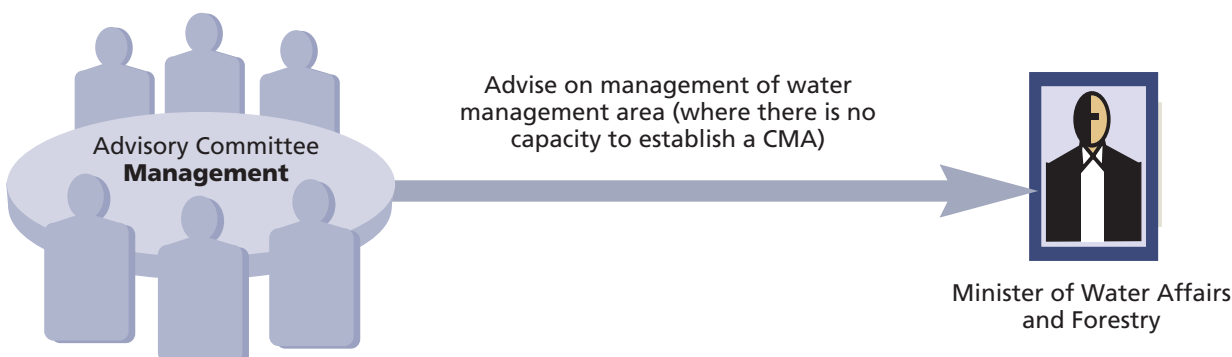 Advisory Committee
Management
Advise on management of water
management area (where there is no
capacity to establish a CMA)
Minister of Water Affairs
and Forestry